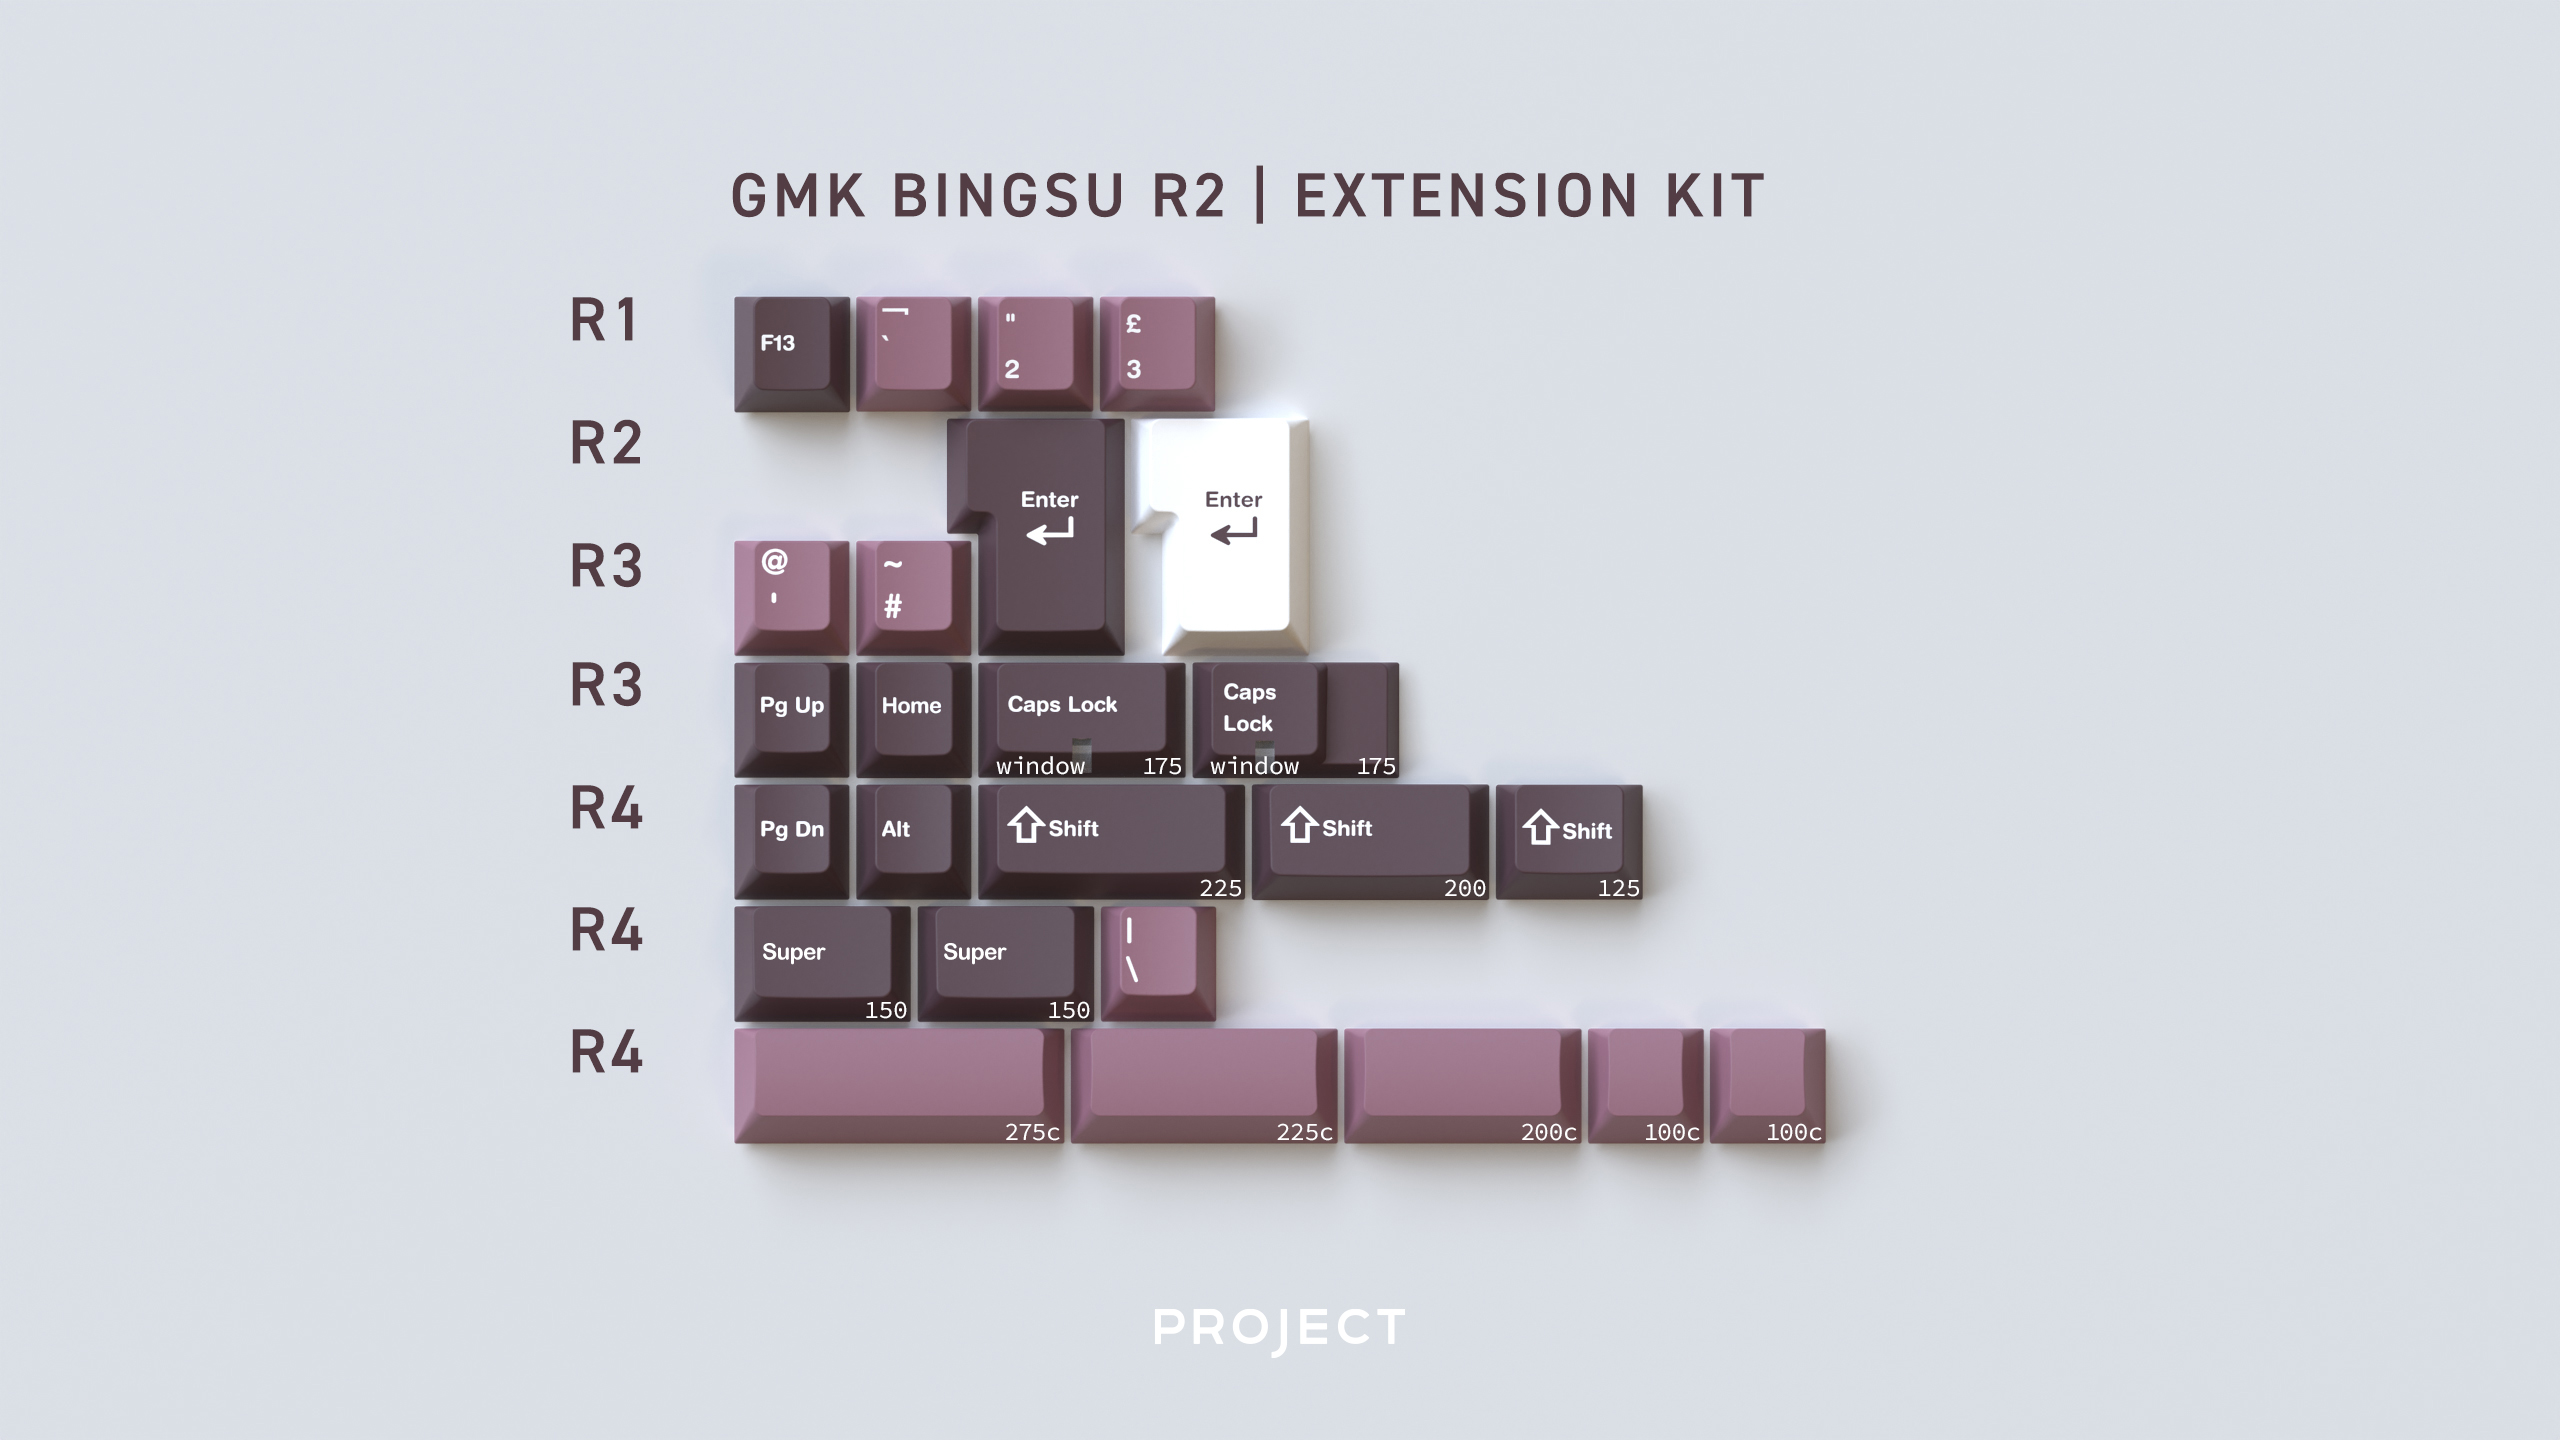 GMK BINGSU R2 | EXTENSION KIT
R1
F13
¬
`
"
2
£
3
R2
Enter
Enter
R3
@
'
~
#
R3
Pg Up
Home
Caps Lock
window 175
Caps
Lock
window 175
R4
Pg Dn
Alt
Shift
225
Shift
200
Shift
125
R4
Super
150
Super
150
|
\
R4
275c
225c
200c
100c
100c
PROJECT